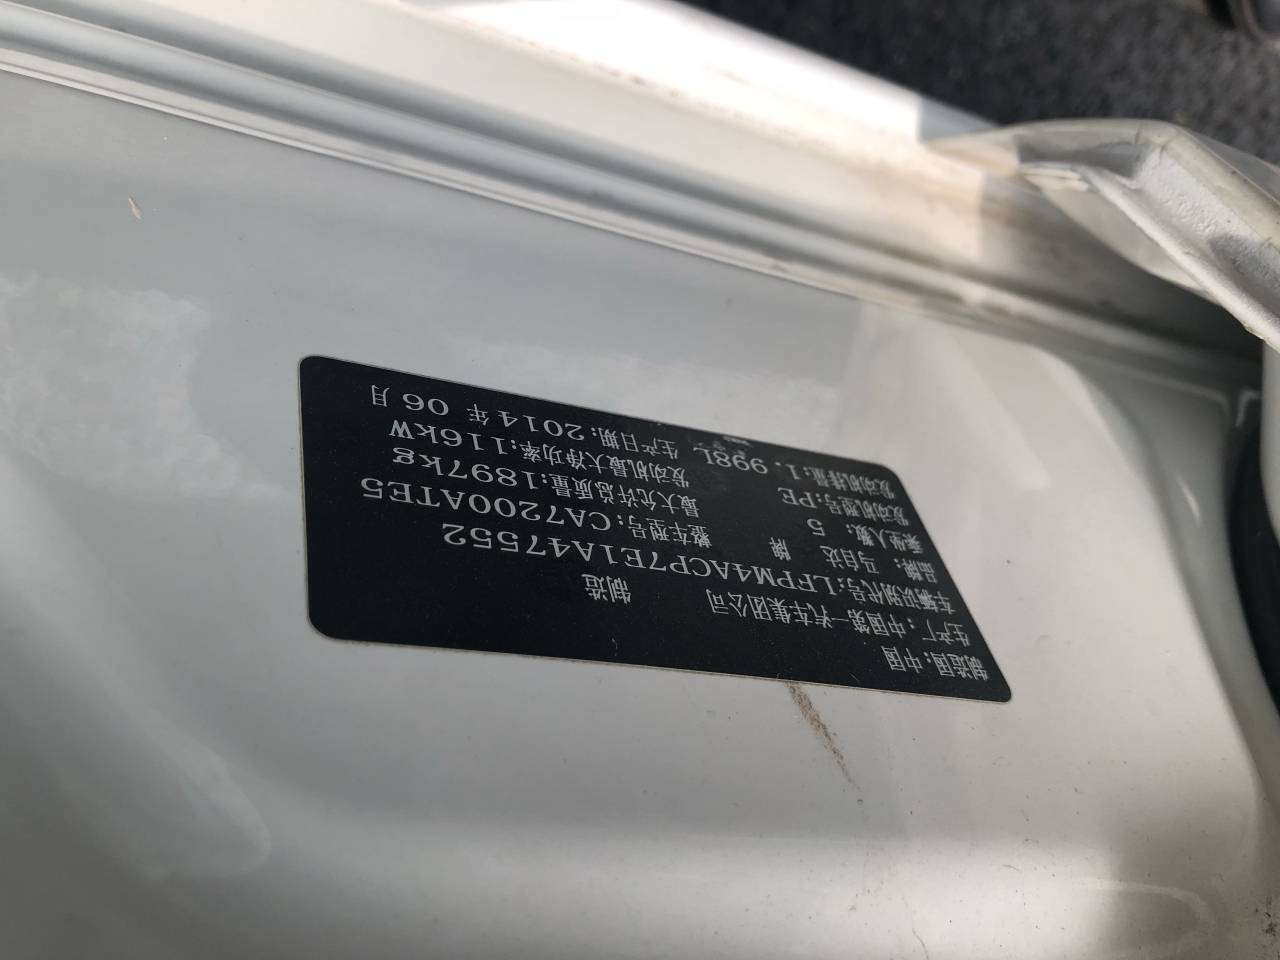 制造国:中国
生产厂:中国第一汽车集团公司 制造
车辆识别代号:LFPM4ACP7E1A47552
品牌: 马自达 牌 整车型号:CA7200ATE5
乘坐人数: 5 最大允许总质量:1897kg
发动机型号:PE 发动机最大净功率:116kW
发动机排量:1.998L 生产日期:2014年 06月